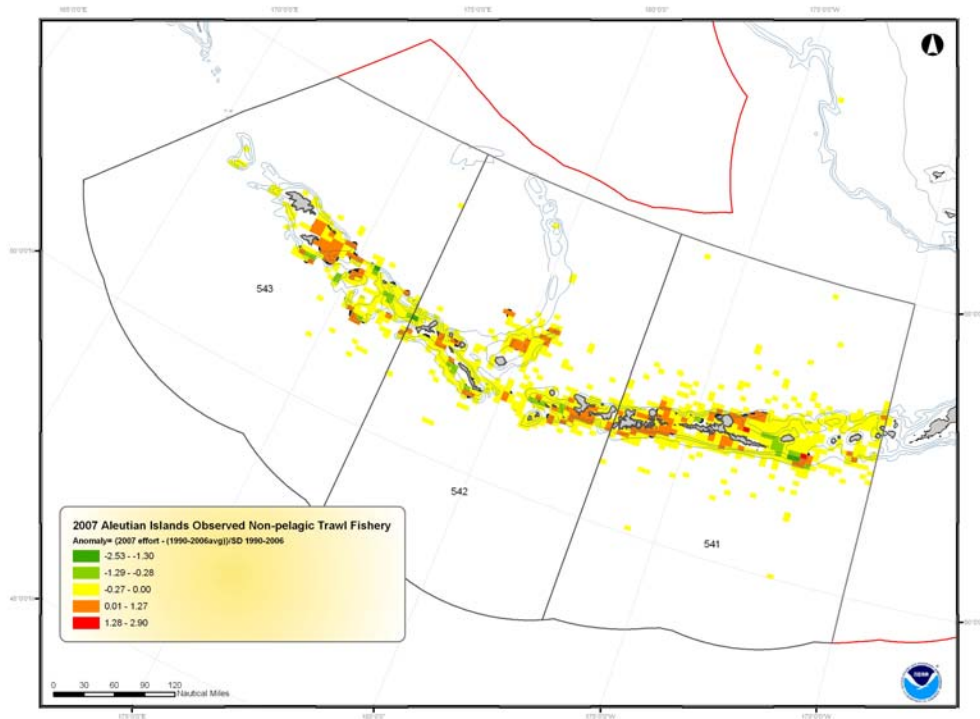 543
542
541
2007 Aleutian Islands Observed Non-pelagic Trawl Fishery
Anomaly= (2007 effort - (1990-2006avg))/SD 1990-2006
-2.53 - -1.30
-1.29 - -0.28
-0.27 - 0.00
0.01 - 1.27
1.28 - 2.90
0 30 60 90 120
Nautical Miles
NOAA